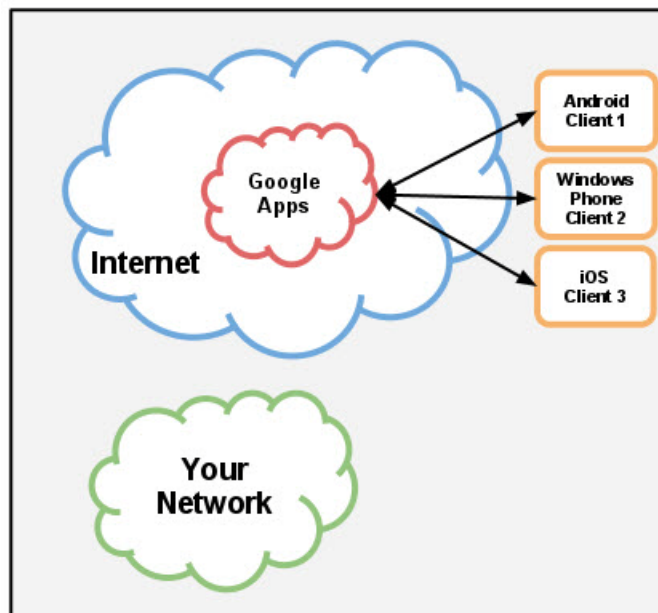 Android
Client 1
Google
Apps
Windows
Phone
Client 2
Internet
iOS
Client 3
Your
Network